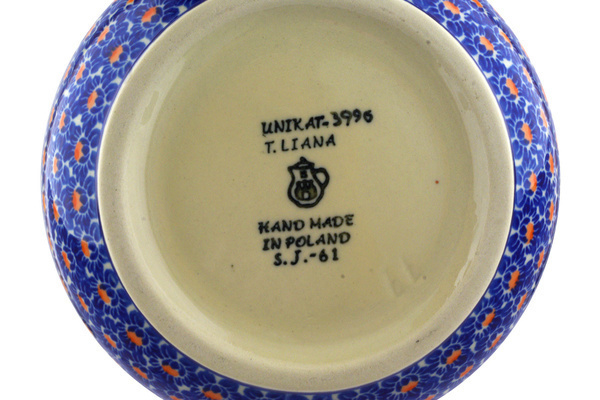 UNIKAT-3996
T. LIANA
HAND MADE
IN POLAND
S.J.-61